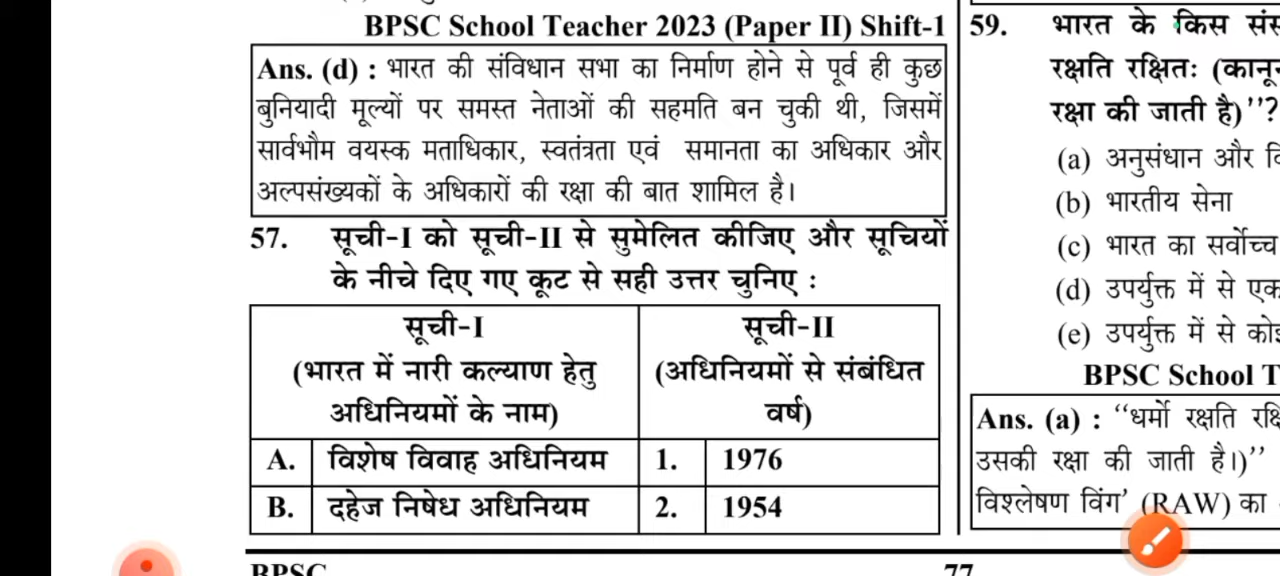 BPSC School Teacher 2023 (Paper II) Shift-1
Ans. (d) : भारत की संविधान सभा का निर्माण होने से पूर्व ही कुछ
बुनियादी मूल्यों पर समस्त नेताओं की सहमति बन चुकी थी, जिसमें
सार्वभौम वयस्क मताधिकार, स्वतंत्रता एवं समानता का अधिकार और
अल्पसंख्यकों के अधिकारों की रक्षा की बात शामिल है।
57. सूची-I को सूची-II से सुमेलित कीजिए और सूचियों
के नीचे दिए गए कूट से सही उत्तर चुनिए :
सूची-I
(भारत में नारी कल्याण हेतु
अधिनियमों के नाम)
सूची-II
(अधिनियमों से संबंधित
वर्ष)
A. विशेष विवाह अधिनियम 1. 1976
B. दहेज निषेध अधिनियम 2. 1954
BPSC
77
59. भारत के किस
रक्षति रक्षितः
रक्षा की जाती है)’’?
(a) अनुसंधान और
(b) भारतीय सेना
(c) भारत का सर्वोच्च
(d) उपर्युक्त में से
(e) उपर्युक्त में से
BPSC School
Ans. (a) : ‘‘धर्मो रक्षति
उसकी रक्षा की जाती है।)’’
विश्लेषण विंग’ (RAW) का